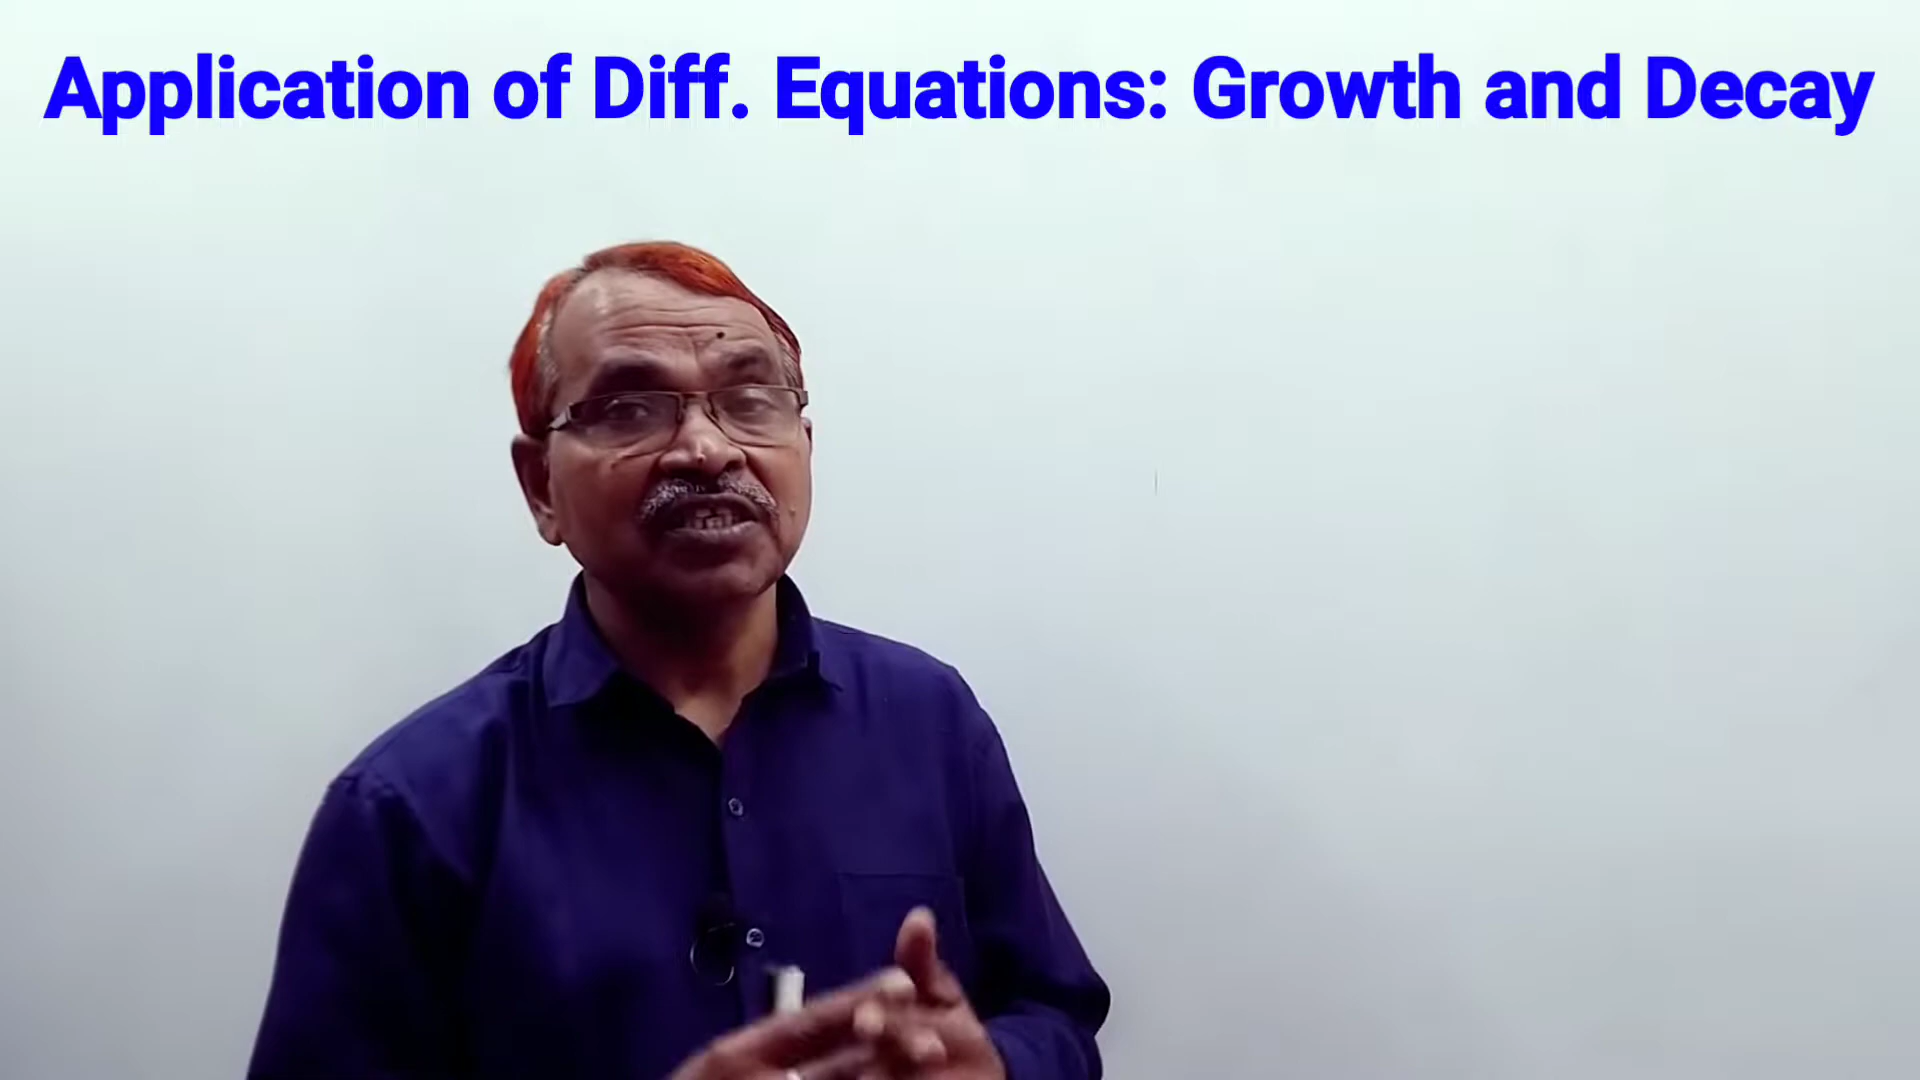 Application of Diff. Equations: Growth and Decay